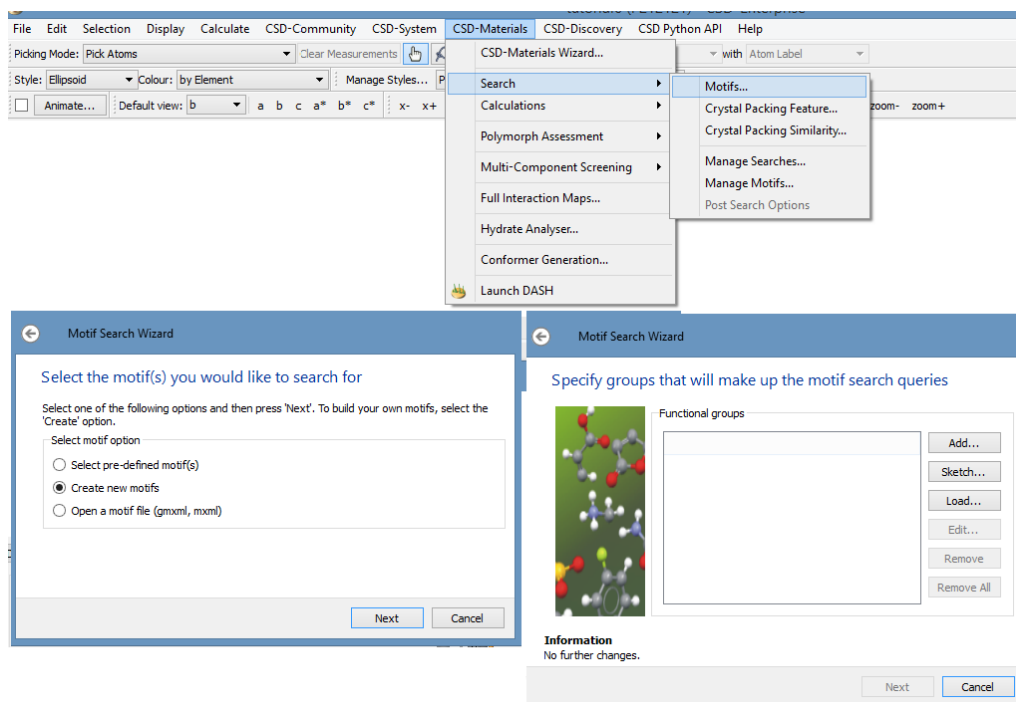 File Edit Selection Display Calculate CSD-Community CSD-System CSD-Materials CSD-Discovery CSD Python API Help
Picking Mode: Pick Atoms Clear Measurements with Atom Label
Style: Ellipsoid Colour: by Element Manage Styles...
Animate... Default view: b a b c a* b* c* x- x+ zoom- zoom+
CSD-Materials Wizard...
Search
Calculations
Polymorph Assessment
Multi-Component Screening
Full Interaction Maps...
Hydrate Analyser...
Conformer Generation...
Launch DASH
Motifs...
Crystal Packing Feature...
Crystal Packing Similarity...
Manage Searches...
Manage Motifs...
Post Search Options
Motif Search Wizard
Select the motif(s) you would like to search for
Select one of the following options and then press 'Next'. To build your own motifs, select the
'Create' option.
Select motif option
Select pre-defined motif(s)
Create new motifs
Open a motif file (gmxml, mxml)
Next Cancel
Motif Search Wizard
Specify groups that will make up the motif search queries
Functional groups
Add...
Sketch...
Load...
Edit...
Remove
Remove All
Information
No further changes.
Next Cancel